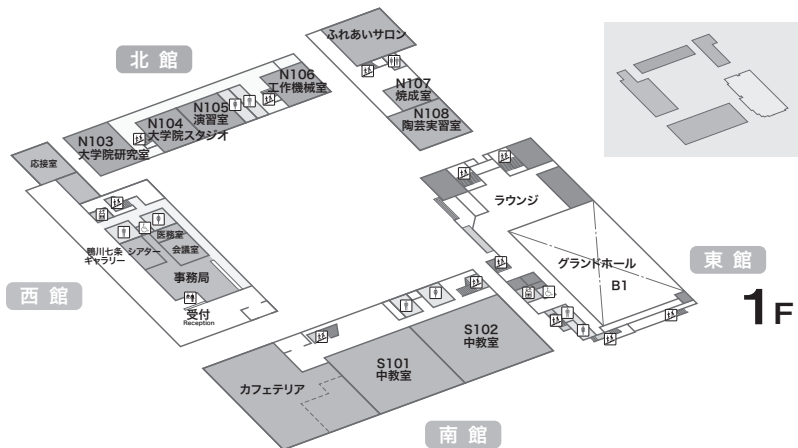 ふれあいサロン
北館
N106
工作機械室
N107
焼成室
N105
演習室
N108
陶芸実習室
N104
大学院スタジオ
N103
大学院研究室
応接室
ラウンジ
医務室
鴨川七条
ギャラリー
シアター
会議室
グランドホール
東館
事務局
B1
西館
1F
受付
Reception
S102
中教室
S101
中教室
カフェテリア
南館